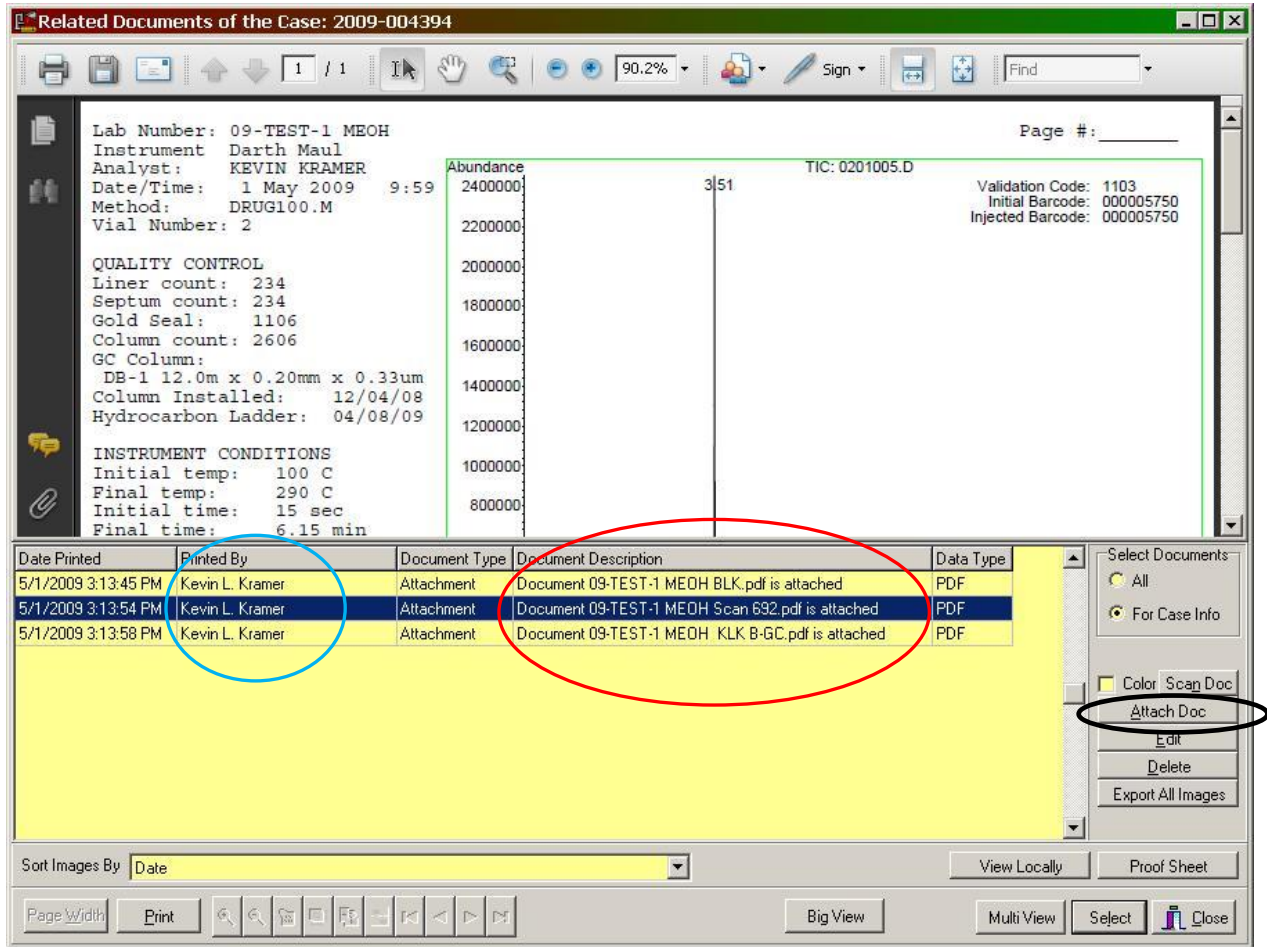 Related Documents of the Case: 2009-004394
1 / 1 90.2% Sign Find
Lab Number: 09-TEST-1 MEOH
Page #:
Instrument Darth Maul
Analyst: KEVIN KRAMER
Date/Time: 1 May 2009 9:59
Method: DRUG100.M
Vial Number: 2
QUALITY CONTROL
Liner count: 234
Septum count: 234
Gold Seal: 1106
Column count: 2606
GC Column:
DB-1 12.0m x 0.20mm x 0.33um
Column Installed: 12/04/08
Hydrocarbon Ladder: 04/08/09
INSTRUMENT CONDITIONS
Initial temp: 100 C
Final temp: 290 C
Initial time: 15 sec
Final time: 6.15 min
Abundance
TIC: 0201005.D
3.51
Validation Code: 1103
Initial Barcode: 000005750
Injected Barcode: 000005750
2400000
2200000
2000000
1800000
1600000
1400000
1200000
1000000
800000
Date Printed Printed By Document Type Document Description Data Type
5/1/2009 3:13:45 PM Kevin L. Kramer Attachment Document 09-TEST-1 MEOH BLK.pdf is attached PDF
5/1/2009 3:13:54 PM Kevin L. Kramer Attachment Document 09-TEST-1 MEOH Scan 692.pdf is attached PDF
5/1/2009 3:13:58 PM Kevin L. Kramer Attachment Document 09-TEST-1 MEOH KLK B-GC.pdf is attached PDF
Select Documents
All
For Case Info
Color Scan Doc
Attach Doc
Edit
Delete
Export All Images
Sort Images By Date
View Locally Proof Sheet
Page Width Print Big View Multi View Select Close